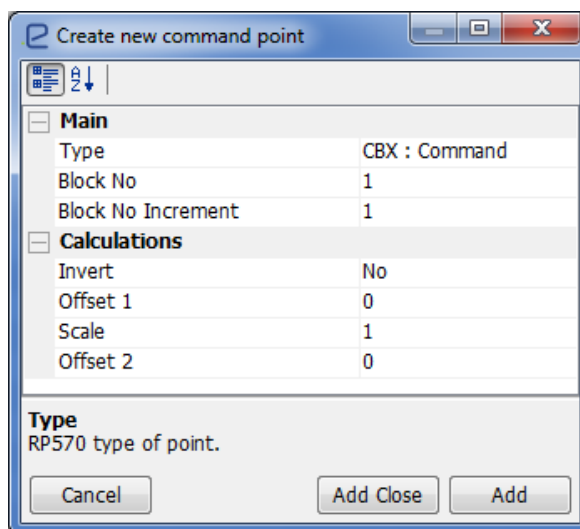 Create new command point
Main
Type CBX : Command
Block No 1
Block No Increment 1
Calculations
Invert No
Offset 1 0
Scale 1
Offset 2 0
Type
RP570 type of point.
Cancel Add Close Add